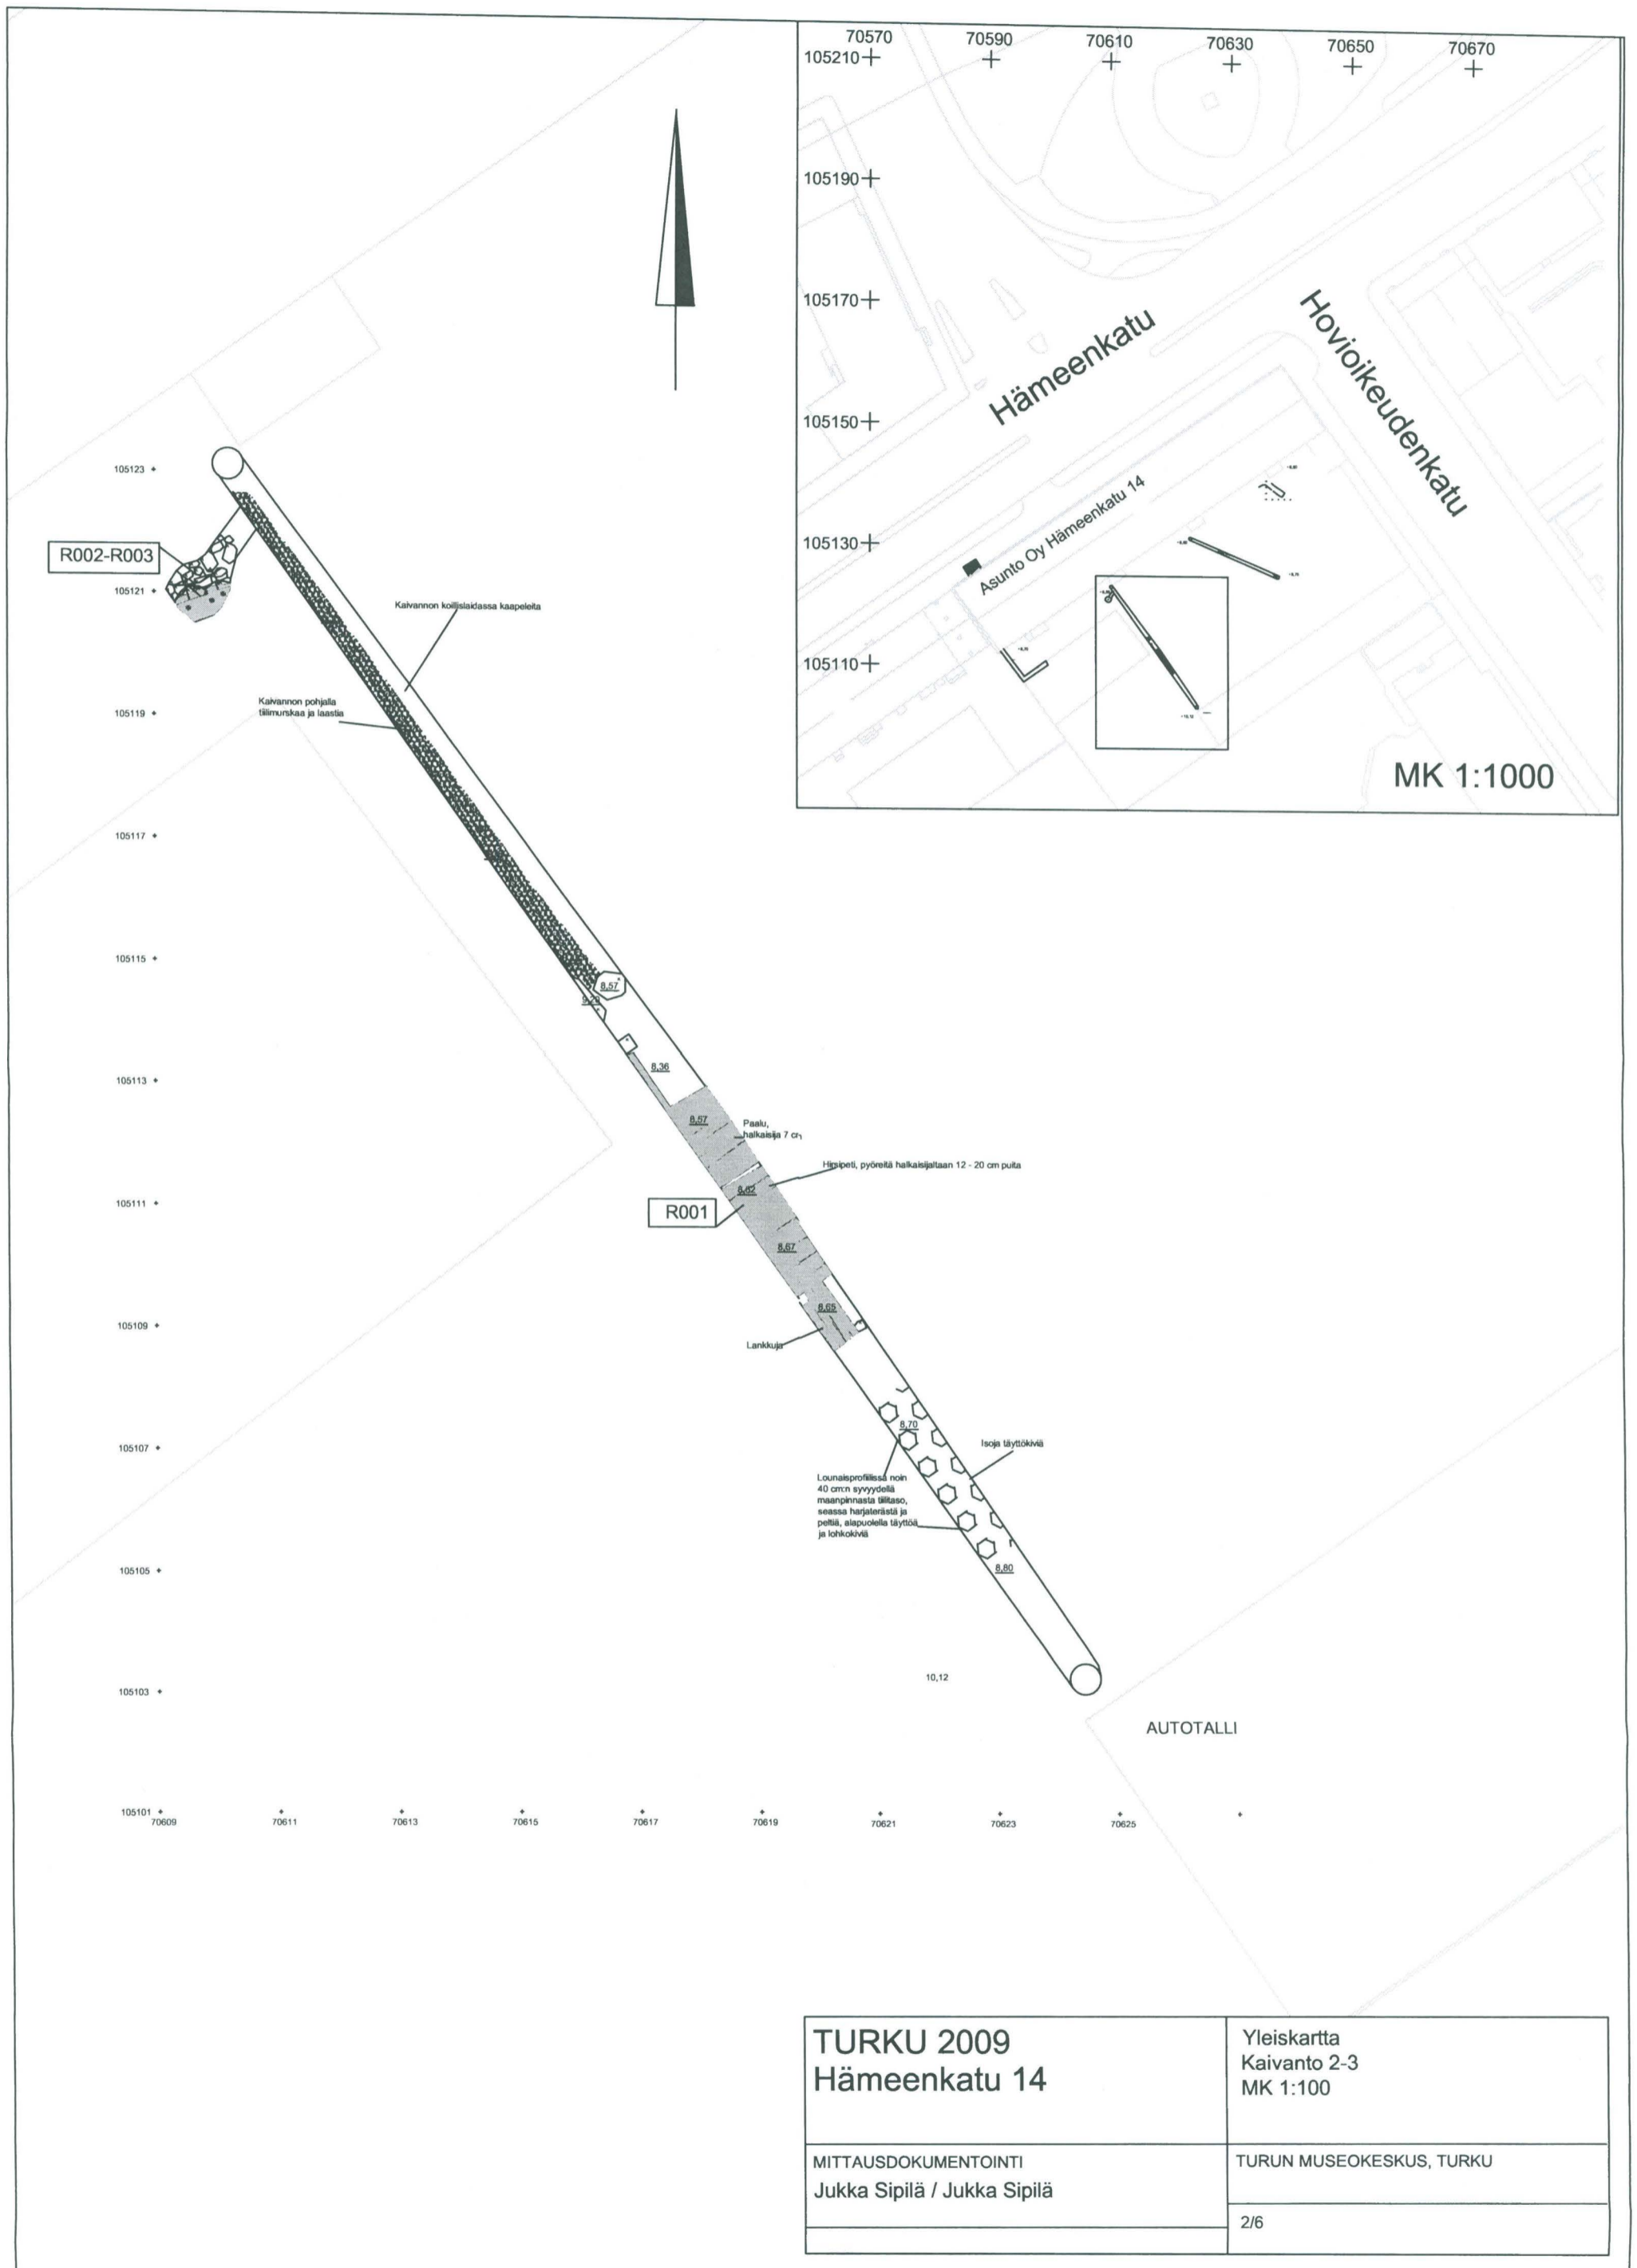 70570 70590 70610 70630 70650 70670
105210
105190
105170
105150
105130
105110
Hämeenkatu
Hovioikeudenkatu
Asunto Oy Hämeenkatu 14
MK 1:1000
105123
R002-R003
105121
Kaivannon koillislaidassa kaapeleita
Kaivannon pohjalla
tiilimurskaa ja laastia
105119
105117
105115
8,57
9,29
105113
8,36
8,57
Paalu,
halkaisija 7 cm
Hirsipeti, pyöreitä halkaisijaltaan 12 - 20 cm puita
8,62
105111
R001
8,67
8,65
105109
Lankkuja
8,70
105107
Isoja täyttökiviä
Lounaisprofiilissa noin
40 cm:n syvyydellä
maanpinnasta tiilitaso,
seassa harjaterästä ja
peltiä, alapuolella täyttöä
ja lohkokiviä
105105
8,80
10,12
105103
AUTOTALLI
105101
70609 70611 70613 70615 70617 70619 70621 70623 70625
TURKU 2009
Hämeenkatu 14
Yleiskartta
Kaivanto 2-3
MK 1:100
MITTAUSDOKUMENTOINTI
Jukka Sipilä / Jukka Sipilä
TURUN MUSEOKESKUS, TURKU
2/6